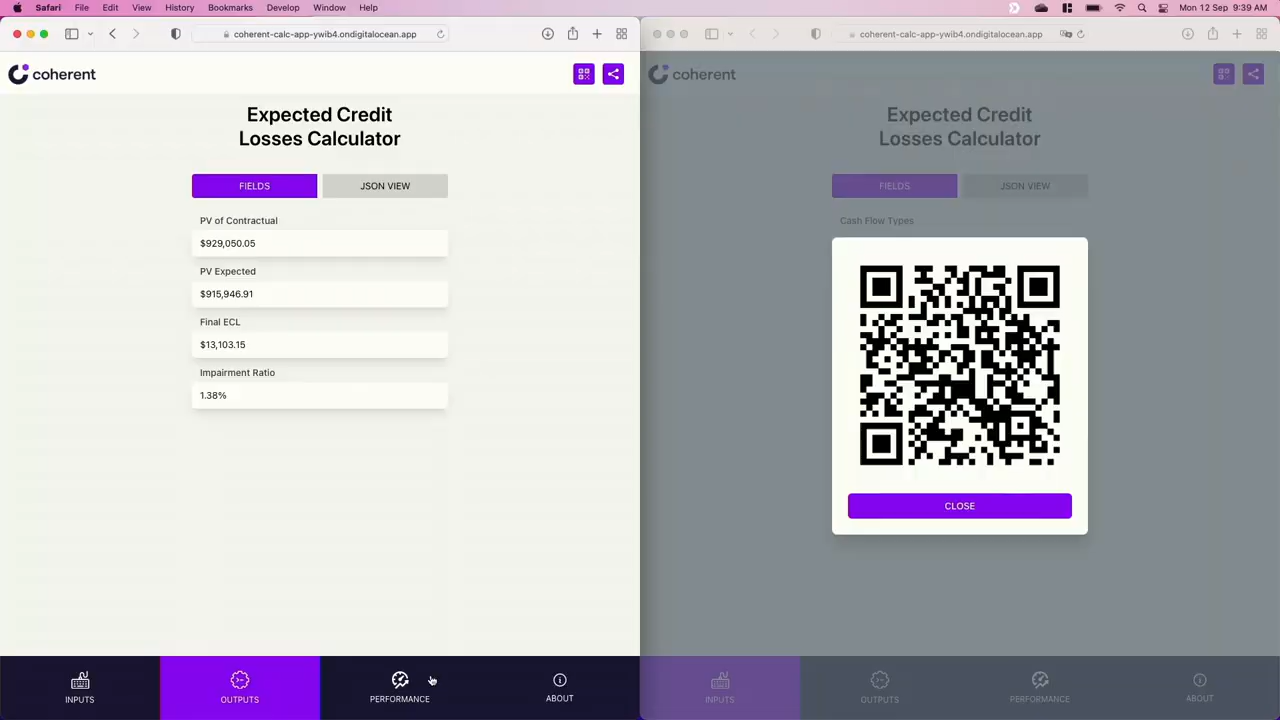 Safari File Edit View History Bookmarks Develop Window Help
Mon 12 Sep 9:39 AM
coherent-calc-app-ywib4.ondigitalocean.app
coherent
Expected Credit
Losses Calculator
FIELDS
JSON VIEW
PV of Contractual
$929,050.05
PV Expected
$915,946.91
Final ECL
$13,103.15
Impairment Ratio
1.38%
INPUTS
OUTPUTS
PERFORMANCE
ABOUT
coherent-calc-app-ywib4.ondigitalocean.app
coherent
Expected Credit
Losses Calculator
FIELDS
JSON VIEW
Cash Flow Types
CLOSE
INPUTS
OUTPUTS
PERFORMANCE
ABOUT